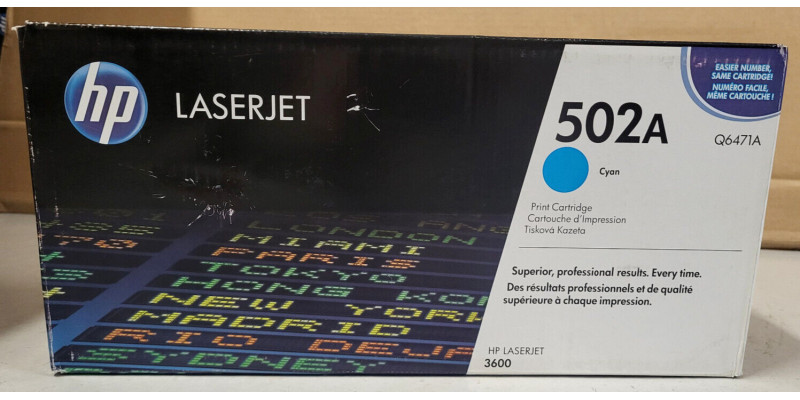 hp
LASERJET
EASIER NUMBER,
SAME CARTRIDGE!
NUMÉRO FACILE,
MÊME CARTOUCHE!
502A
Q6471A
Cyan
Print Cartridge
Cartouche d'Impression
Tisková Kazeta
Superior, professional results. Every time.
Des résultats professionnels et de qualité
supérieure à chaque impression.
HP LASERJET
3600
LONDON
MIAMI
PARIS
TOKYO
HONG KO
NEW YORK
MADRID
RIO DE J
SYDNEY